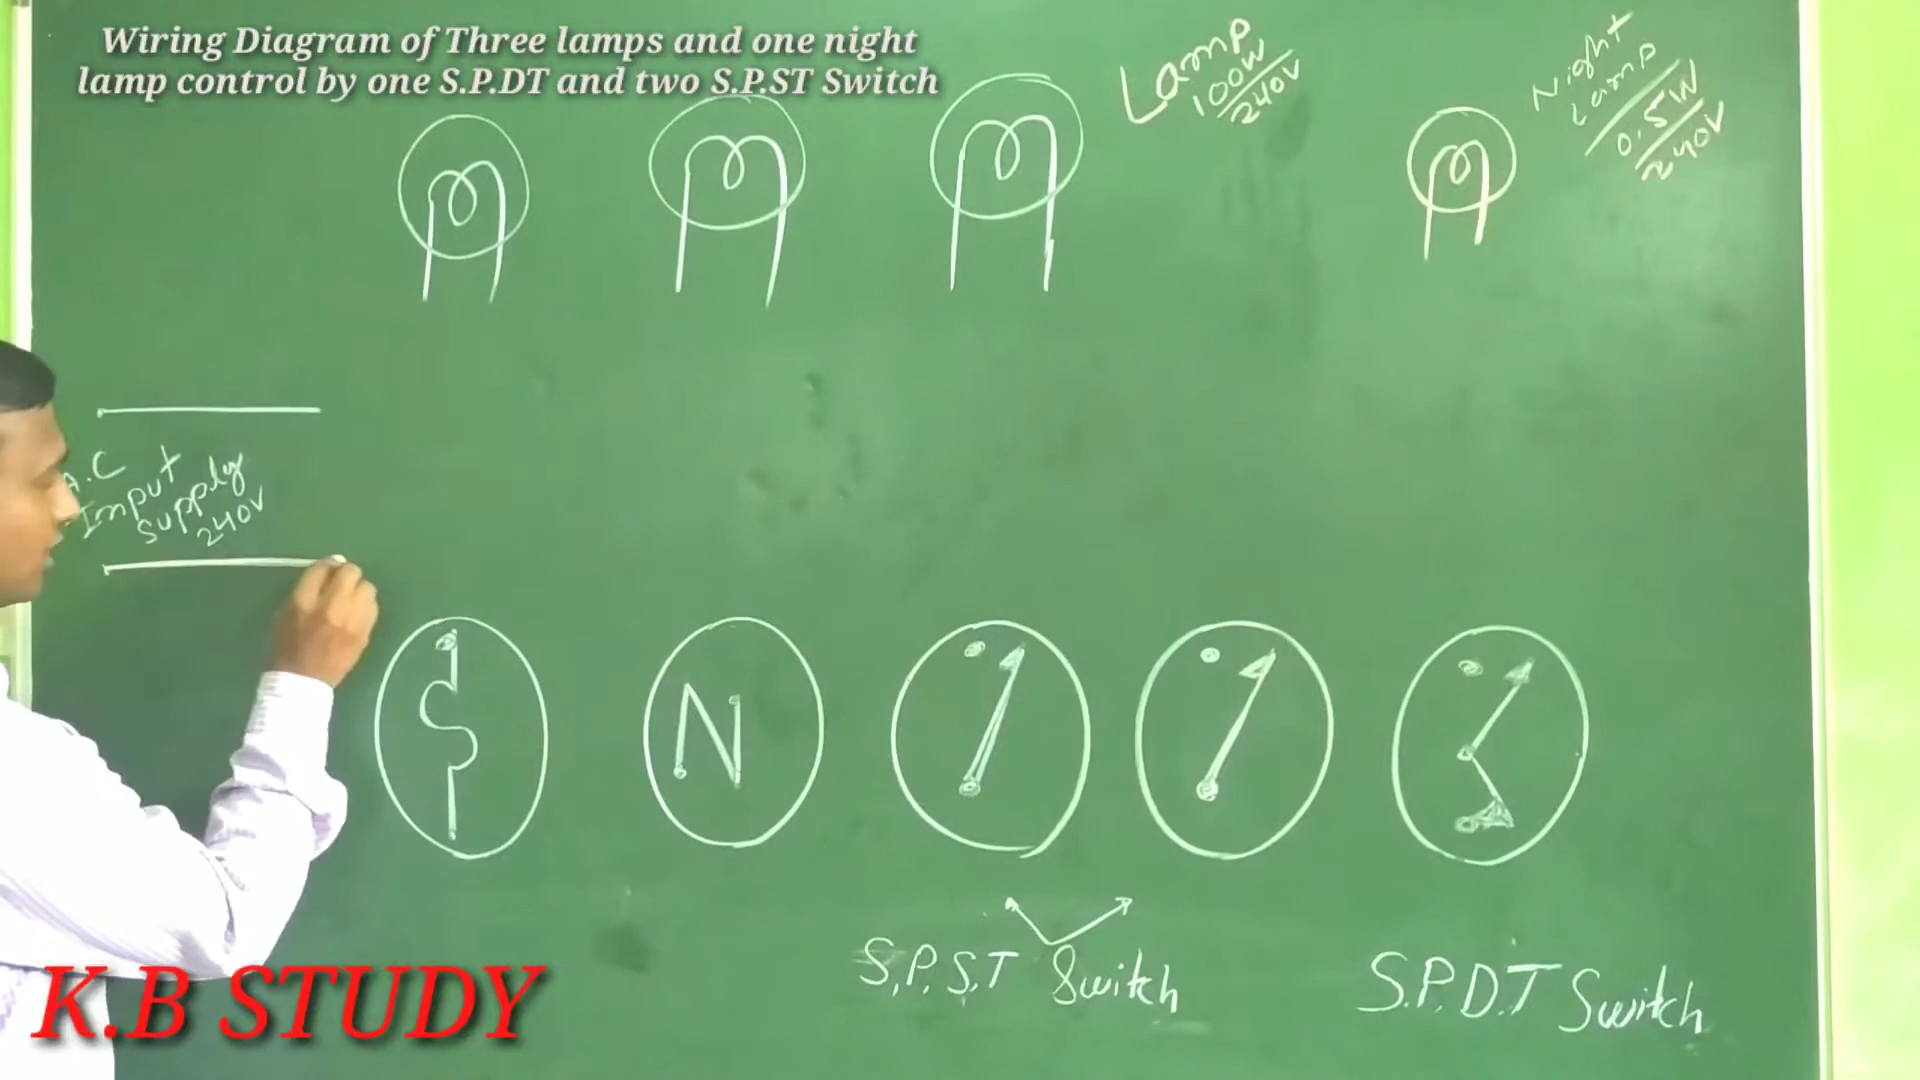 Wiring Diagram of Three lamps and one night
lamp control by one S.P.DT and two S.P.ST Switch
Lamp
100W
240V
Night
Lamp
0.5W
240V
A.C
Input
Supply
240V
N
S.P.S.T Switch
S.P.D.T Switch
K.B STUDY